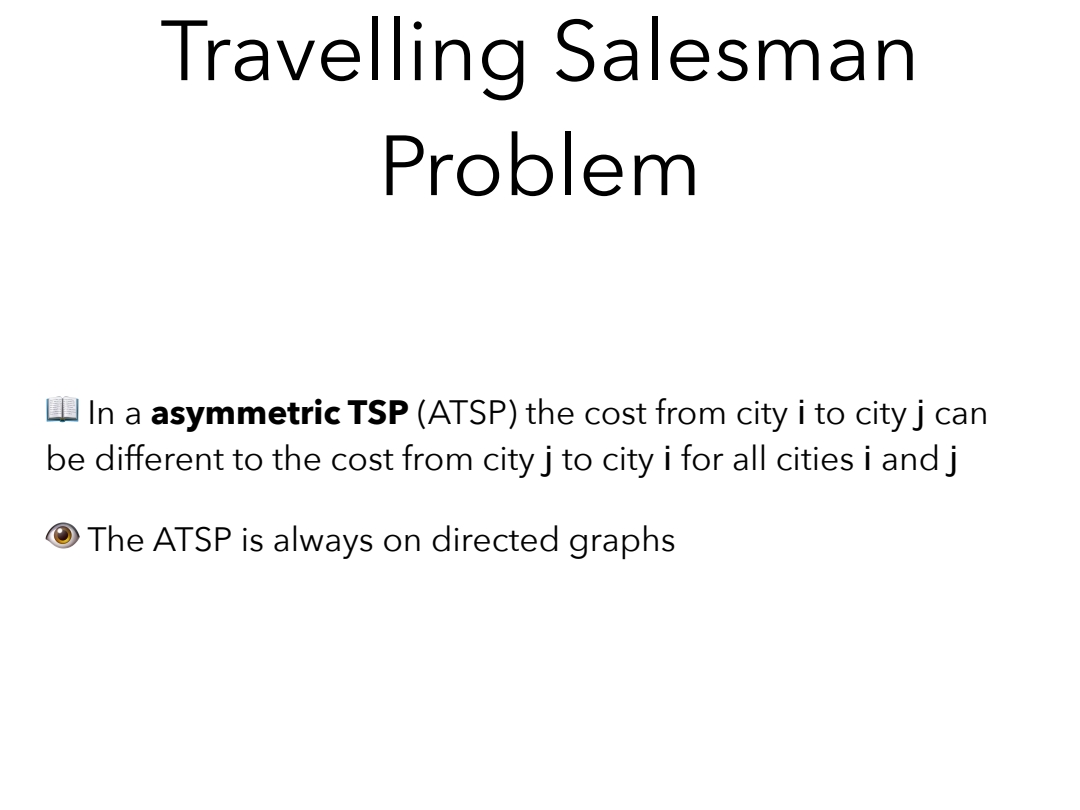 Travelling Salesman
Problem
📖 In a asymmetric TSP (ATSP) the cost from city i to city j can
be different to the cost from city j to city i for all cities i and j
👁 The ATSP is always on directed graphs